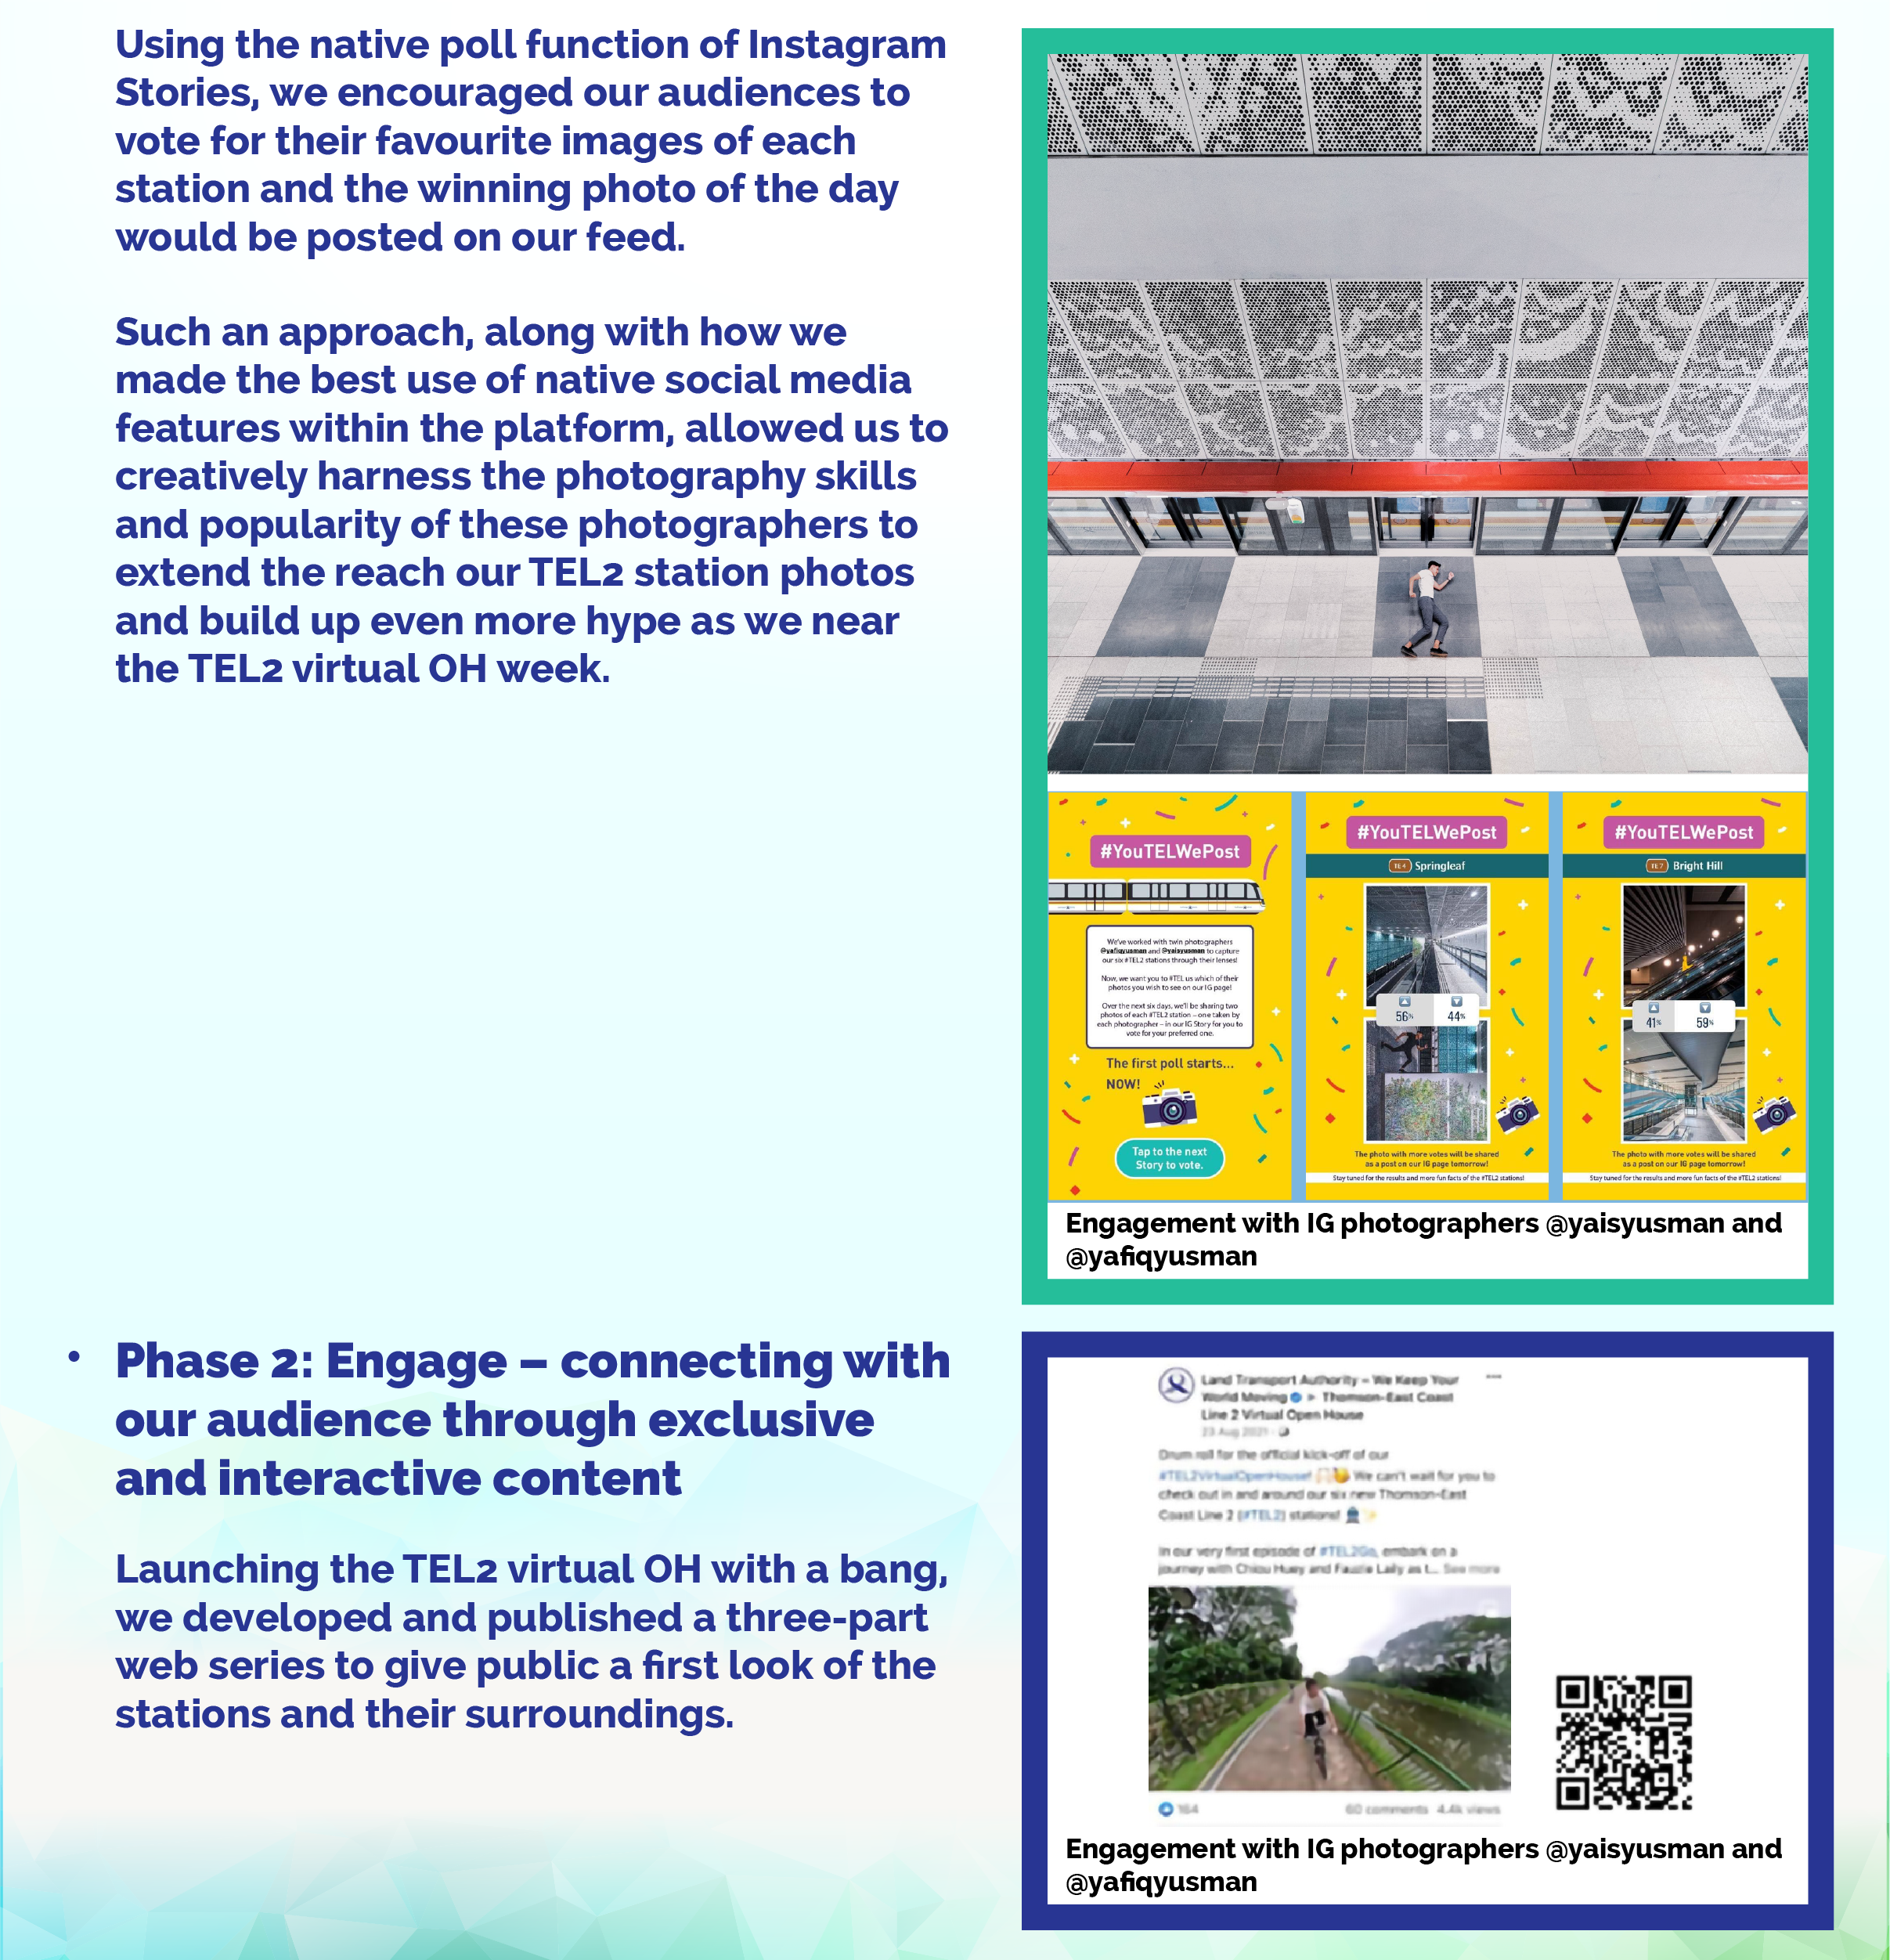 Using the native poll function of Instagram
Stories, we encouraged our audiences to
vote for their favourite images of each
station and the winning photo of the day
would be posted on our feed.
Such an approach, along with how we
made the best use of native social media
features within the platform, allowed us to
creatively harness the photography skills
and popularity of these photographers to
extend the reach our TEL2 station photos
and build up even more hype as we near
the TEL2 virtual OH week.
#YouTELWePost
We've worked with twin photographers
@yafiqyusman and @yaisyusman to capture
our six #TEL2 stations through their lenses!
Now, we want you to #TEL us which of their
photos you wish to see on our IG page!
Over the next six days, we'll be sharing two
photos of each #TEL2 station – one taken by
each photographer – in our IG Story for you to
vote for your preferred one.
The first poll starts...
NOW!
Tap to the next
Story to vote.
#YouTELWePost
TE4 Springleaf
56%
44%
The photo with more votes will be shared
as a post on our IG page tomorrow!
Stay tuned for the results and more fun facts of the #TEL2 stations!
#YouTELWePost
TE7 Bright Hill
41%
59%
The photo with more votes will be shared
as a post on our IG page tomorrow!
Stay tuned for the results and more fun facts of the #TEL2 stations!
Engagement with IG photographers @yaisyusman and
@yafiqyusman
• Phase 2: Engage – connecting with
our audience through exclusive
and interactive content
Launching the TEL2 virtual OH with a bang,
we developed and published a three-part
web series to give public a first look of the
stations and their surroundings.
Land Transport Authority – We Keep Your
World Moving ▸ Thomson-East Coast
Line 2 Virtual Open House
23 Aug 2021
Drum roll for the official kick-off of our
#TEL2VirtualOpenHouse! We can't wait for you to
check out in and around our six new Thomson-East
Coast Line 2 (#TEL2) stations!
In our very first episode of #TEL2Go, embark on a
journey with Chiou Huey and Fauzie Laily as t... See more
164
60 comments 4.4k views
Engagement with IG photographers @yaisyusman and
@yafiqyusman